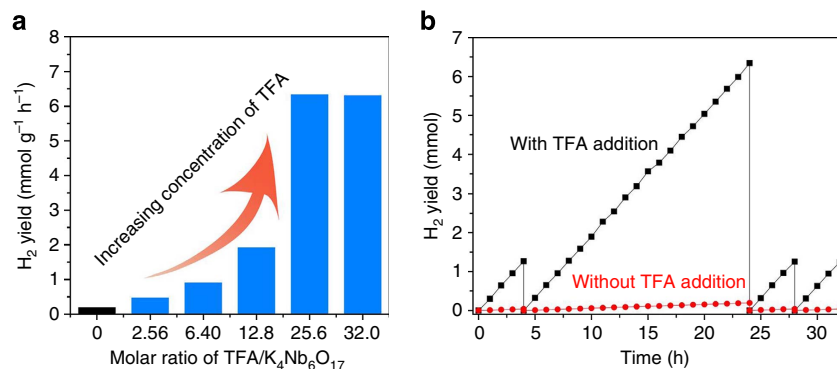 a
H2 yield (mmol g−1 h−1)
8
7
6
5
4
3
2
1
0
Increasing concentration of TFA
0 2.56 6.40 12.8 25.6 32.0
Molar ratio of TFA/K4Nb6O17
b
H2 yield (mmol)
7
6
5
4
3
2
1
0
With TFA addition
Without TFA addition
0 5 10 15 20 25 30
Time (h)